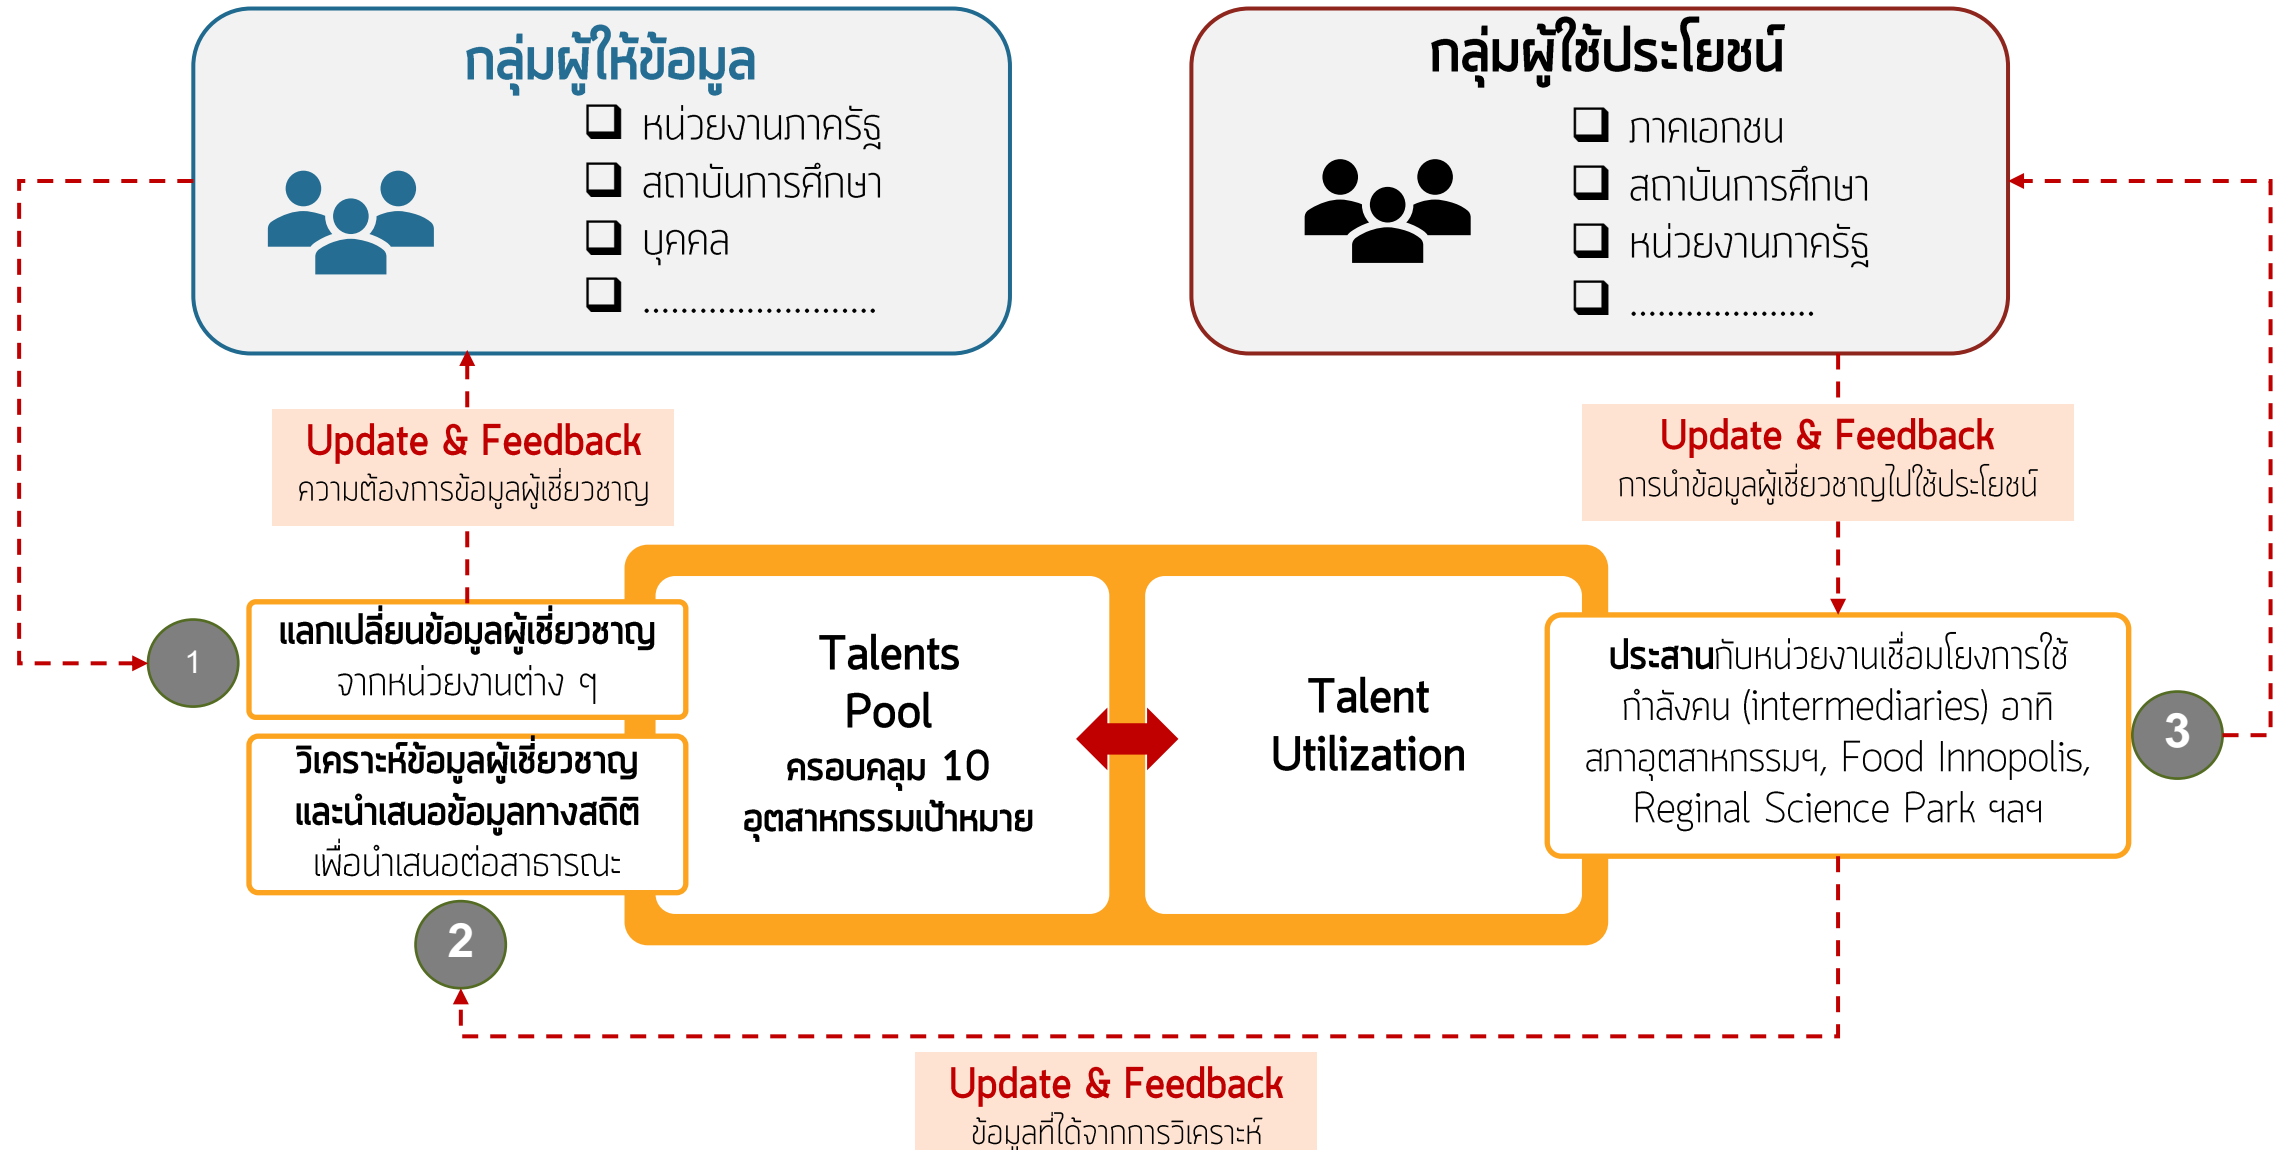 กลุ่มผู้ให้ข้อมูล
หน่วยงานภาครัฐ
สถาบันการศึกษา
บุคคล
.........................
กลุ่มผู้ใช้ประโยชน์
ภาคเอกชน
สถาบันการศึกษา
หน่วยงานภาครัฐ
....................
Update & Feedback
ความต้องการข้อมูลผู้เชี่ยวชาญ
Update & Feedback
การนำข้อมูลผู้เชี่ยวชาญไปใช้ประโยชน์
1
แลกเปลี่ยนข้อมูลผู้เชี่ยวชาญ
จากหน่วยงานต่าง ๆ
วิเคราะห์ข้อมูลผู้เชี่ยวชาญ
และนำเสนอข้อมูลทางสถิติ
เพื่อนำเสนอต่อสาธารณะ
2
Talents
Pool
ครอบคลุม 10
อุตสาหกรรมเป้าหมาย
Talent
Utilization
ประสานกับหน่วยงานเชื่อมโยงการใช้
กำลังคน (intermediaries) อาทิ
สภาอุตสาหกรรมฯ, Food Innopolis,
Reginal Science Park ฯลฯ
3
Update & Feedback
ข้อมูลที่ได้จากการวิเคราะห์